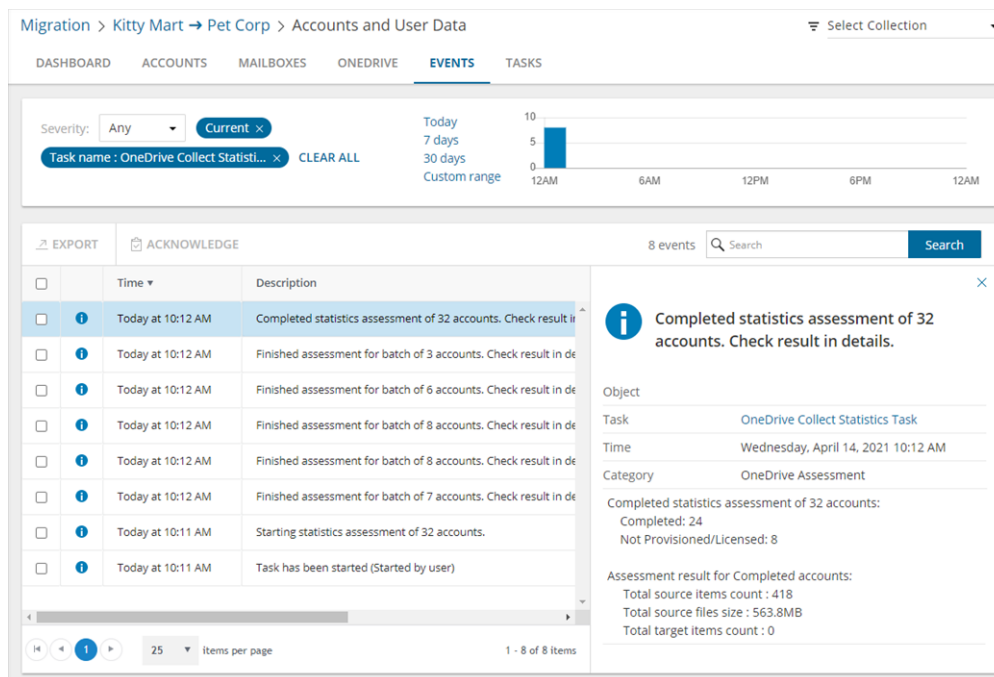 Migration > Kitty Mart → Pet Corp > Accounts and User Data
Select Collection
DASHBOARD ACCOUNTS MAILBOXES ONEDRIVE EVENTS TASKS
Severity: Any Current ×
Task name : OneDrive Collect Statisti... × CLEAR ALL
Today
7 days
30 days
Custom range
10
5
0
12AM 6AM 12PM 6PM 12AM
EXPORT ACKNOWLEDGE 8 events Search Search
Time Description
Today at 10:12 AM Completed statistics assessment of 32 accounts. Check result in
Today at 10:12 AM Finished assessment for batch of 3 accounts. Check result in de
Today at 10:12 AM Finished assessment for batch of 6 accounts. Check result in de
Today at 10:12 AM Finished assessment for batch of 8 accounts. Check result in de
Today at 10:12 AM Finished assessment for batch of 8 accounts. Check result in de
Today at 10:12 AM Finished assessment for batch of 7 accounts. Check result in de
Today at 10:11 AM Starting statistics assessment of 32 accounts.
Today at 10:11 AM Task has been started (Started by user)
1 25 items per page 1 - 8 of 8 items
Completed statistics assessment of 32
accounts. Check result in details.
Object
Task OneDrive Collect Statistics Task
Time Wednesday, April 14, 2021 10:12 AM
Category OneDrive Assessment
Completed statistics assessment of 32 accounts:
Completed: 24
Not Provisioned/Licensed: 8
Assessment result for Completed accounts:
Total source items count : 418
Total source files size : 563.8MB
Total target items count : 0